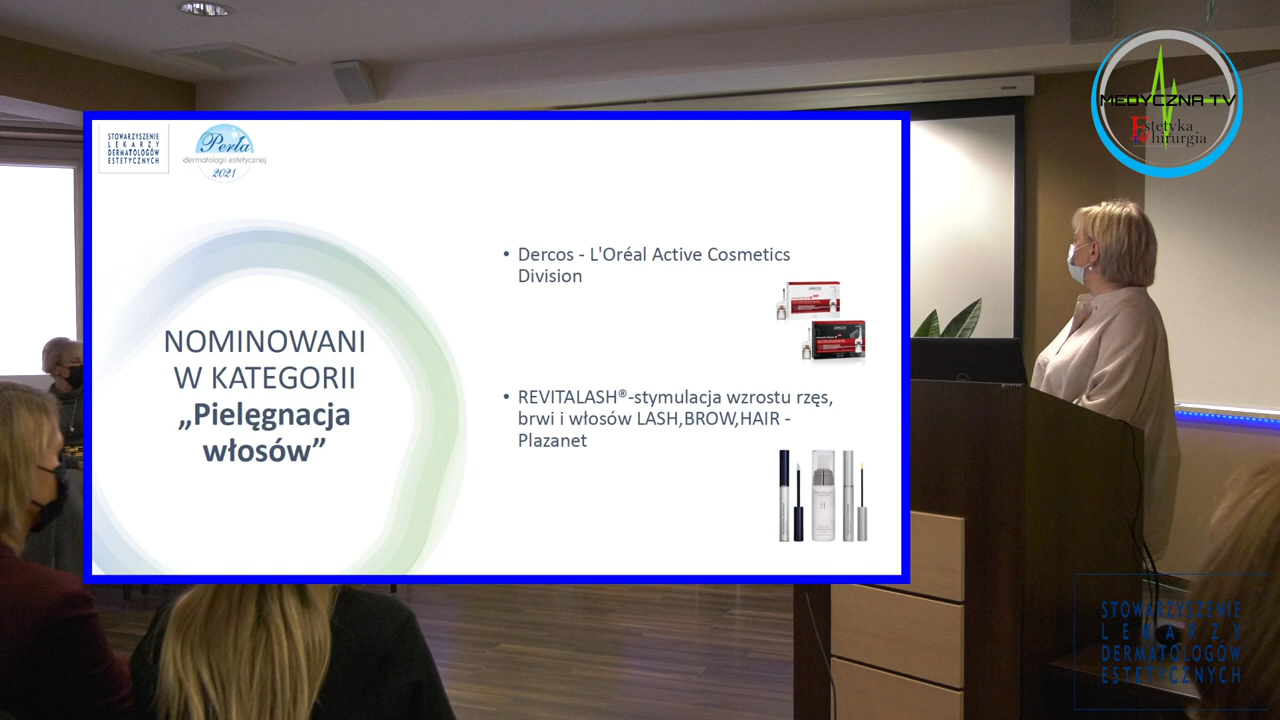 STOWARZYSZENIE
LEKARZY
DERMATOLOGÓW
ESTETYCZNYCH
Perła
dermatologii estetycznej
2021
MEDYCZNA TV
Estetyka
Chirurgia
NOMINOWANI
W KATEGORII
„Pielęgnacja
włosów”
• Dercos - L'Oréal Active Cosmetics
Division
• REVITALASH®-stymulacja wzrostu rzęs,
brwi i włosów LASH,BROW,HAIR -
Plazanet
STOWARZYSZENIE
LEKARZY
DERMATOLOGÓW
ESTETYCZNYCH